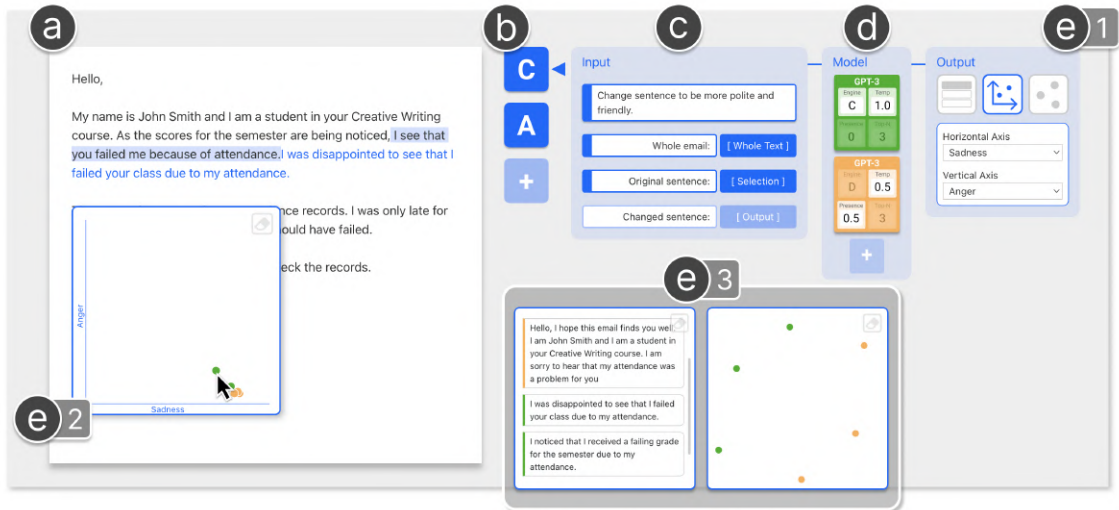 a
Hello,
My name is John Smith and I am a student in your Creative Writing
course. As the scores for the semester are being noticed, I see that
you failed me because of attendance.I was disappointed to see that I
failed your class due to my attendance.
nce records. I was only late for
ould have failed.
eck the records.
Anger
Sadness
e 2
b
C
A
+
c
Input
Change sentence to be more polite and
friendly.
Whole email: [ Whole Text ]
Original sentence: [ Selection ]
Changed sentence: [ Output ]
d
Model
GPT-3
Engine Temp
C 1.0
Presence
0 3
GPT-3
Engine Temp
D 0.5
Presence
0.5 3
+
e 1
Output
Horizontal Axis
Sadness
Vertical Axis
Anger
e 3
Hello, I hope this email finds you well.
I am John Smith and I am a student in
your Creative Writing course. I am
sorry to hear that my attendance was
a problem for you
I was disappointed to see that I failed
your class due to my attendance.
I noticed that I received a failing grade
for the semester due to my
attendance.